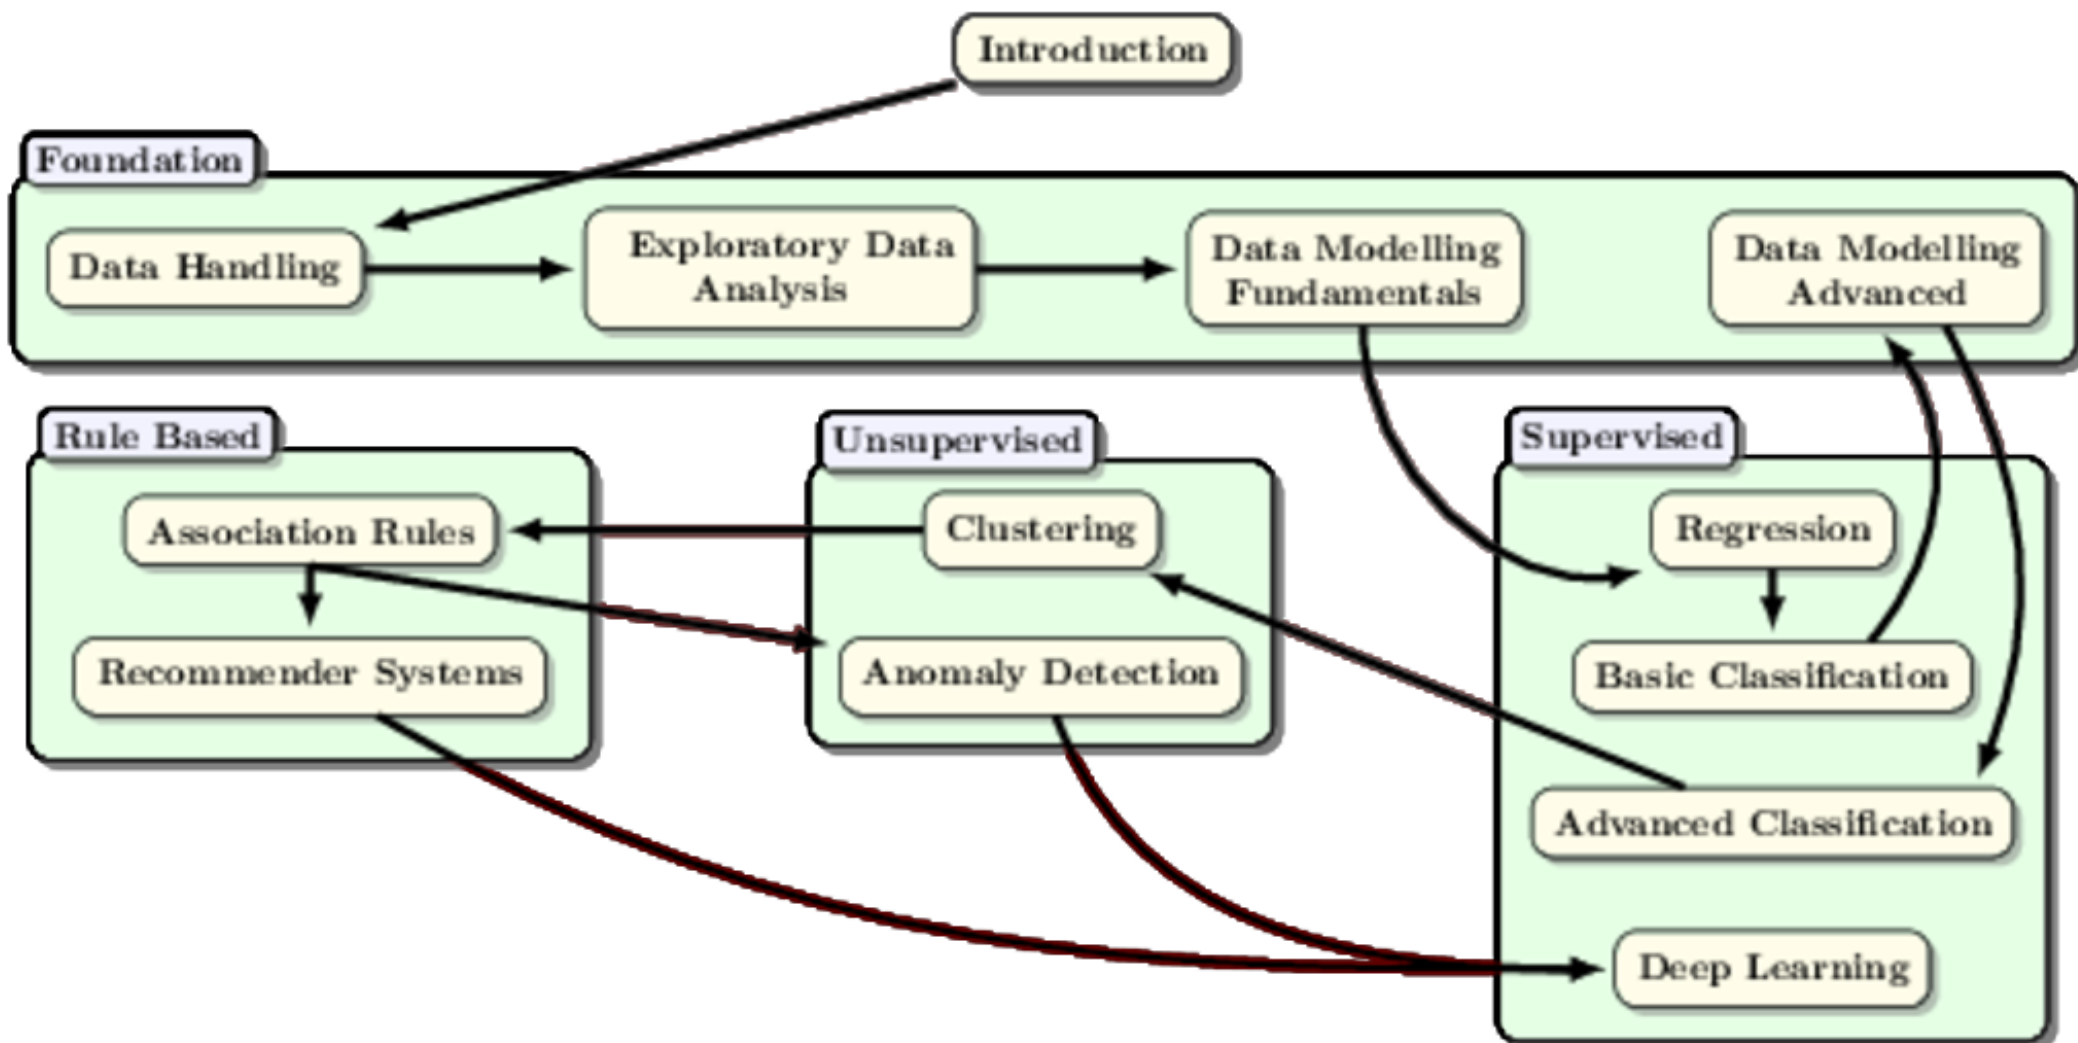 Introduction
Foundation
Data Handling
Exploratory Data
Analysis
Data Modelling
Fundamentals
Data Modelling
Advanced
Rule Based
Association Rules
Recommender Systems
Unsupervised
Clustering
Anomaly Detection
Supervised
Regression
Basic Classification
Advanced Classification
Deep Learning